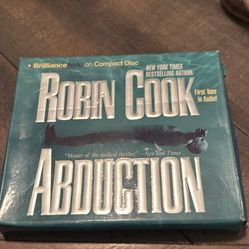 Brilliance Audio on Compact Disc
NEW YORK TIMES
BESTSELLING AUTHOR
ROBIN COOK
First Time
in Audio!
"Master of the medical thriller." -New York Times
ABDUCTION